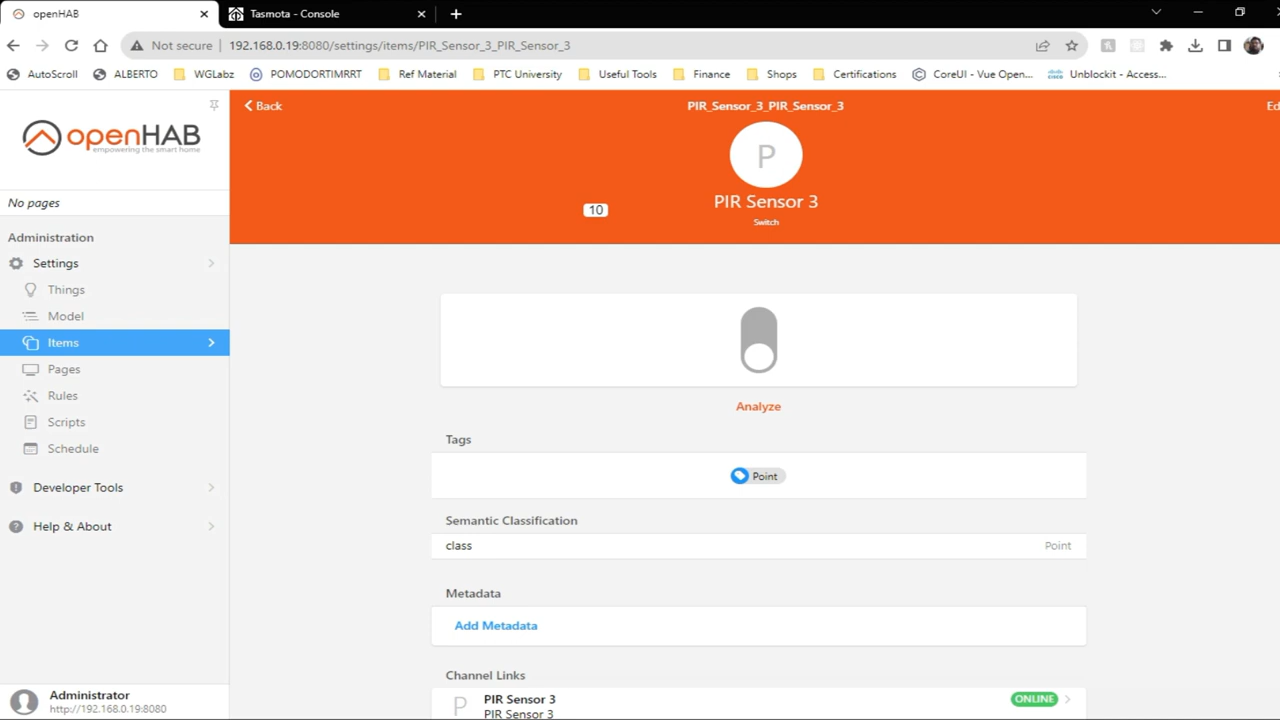 openHAB
Tasmota - Console
Not secure
192.168.0.19:8080/settings/items/PIR_Sensor_3_PIR_Sensor_3
AutoScroll
ALBERTO
WGLabz
POMODORTIMRRT
Ref Material
PTC University
Useful Tools
Finance
Shops
Certifications
CoreUI - Vue Open...
Unblockit - Access...
openHAB
empowering the smart home
No pages
Administration
Settings
Things
Model
Items
Pages
Rules
Scripts
Schedule
Developer Tools
Help & About
Administrator
http://192.168.0.19:8080
Back
PIR_Sensor_3_PIR_Sensor_3
Ed
P
PIR Sensor 3
Switch
10
Analyze
Tags
Point
Semantic Classification
class
Point
Metadata
Add Metadata
Channel Links
P
PIR Sensor 3
ONLINE
PIR Sensor 3